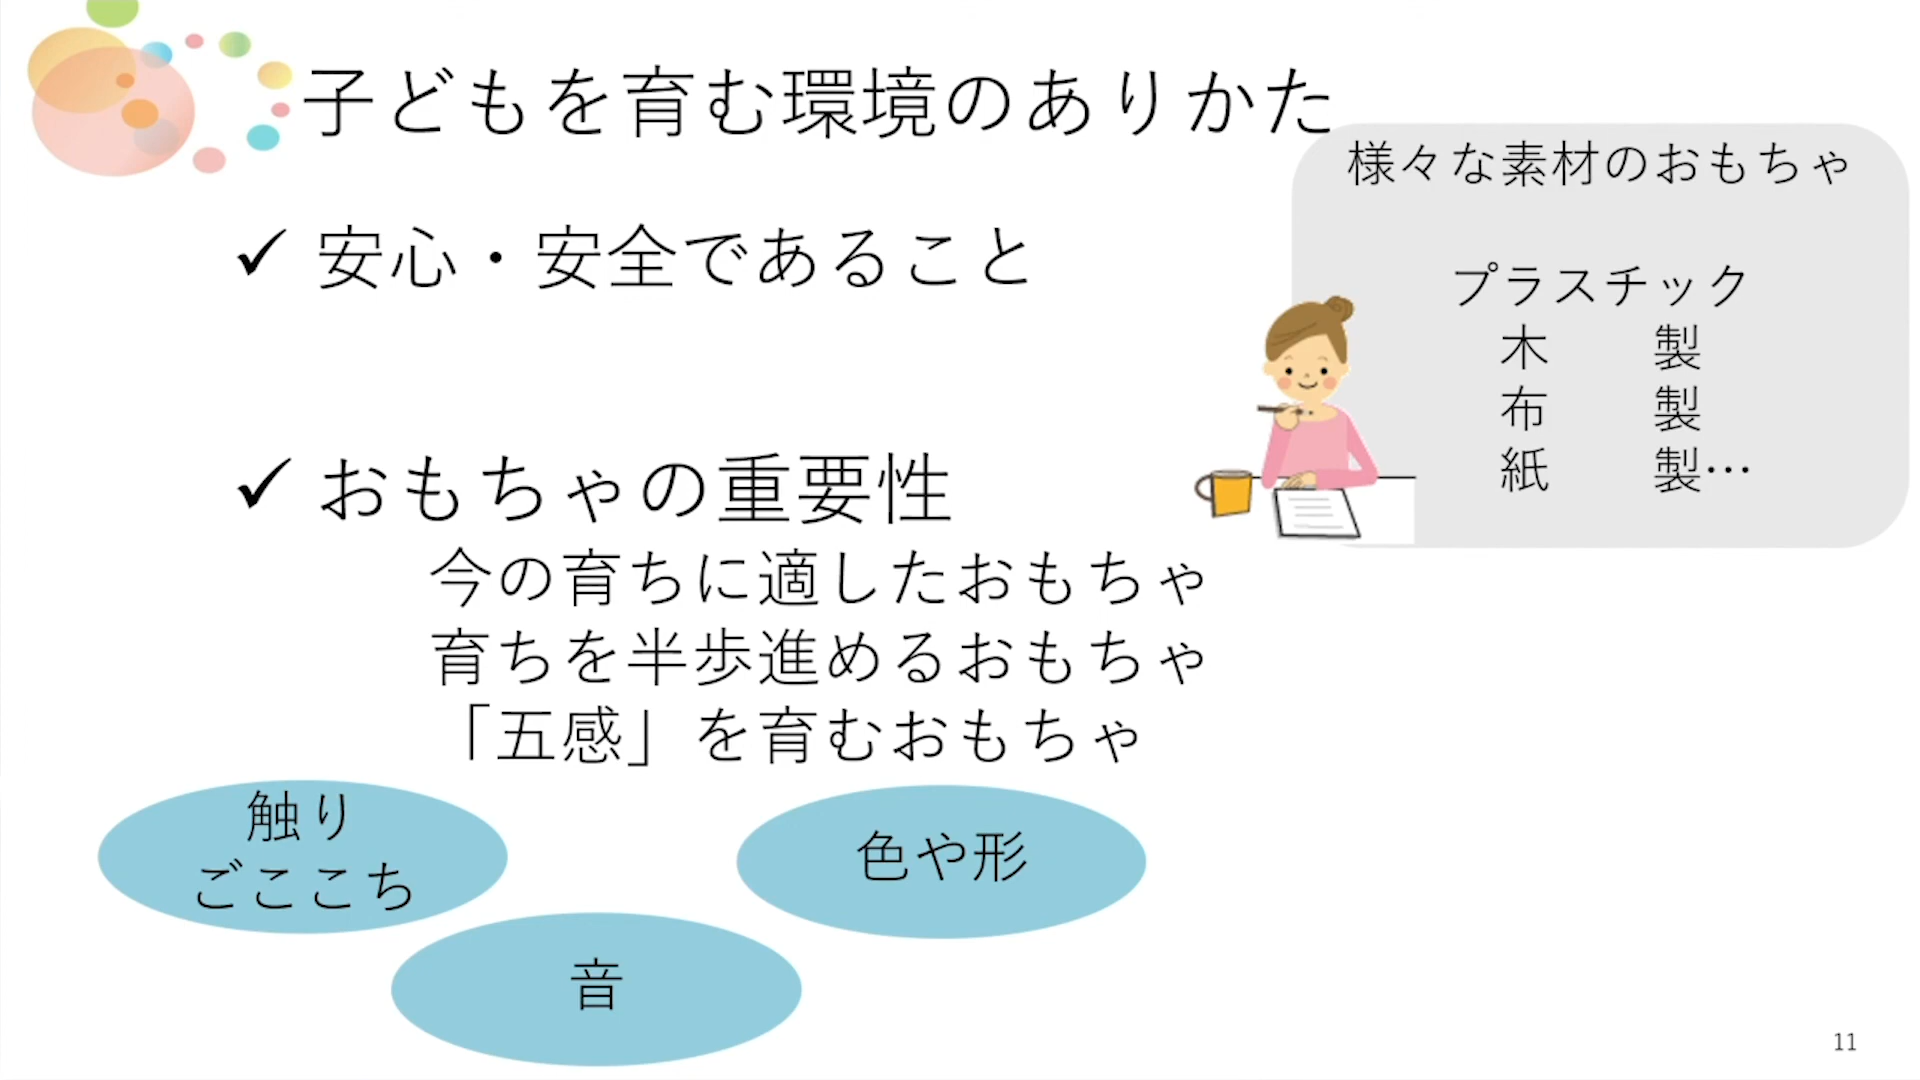 子どもを育む環境のありかた
様々な素材のおもちゃ
プラスチック
木　　製
布　　製
紙　　製…
✓ 安心・安全であること
✓ おもちゃの重要性
今の育ちに適したおもちゃ
育ちを半歩進めるおもちゃ
「五感」を育むおもちゃ
触り
ごここち
色や形
音
11